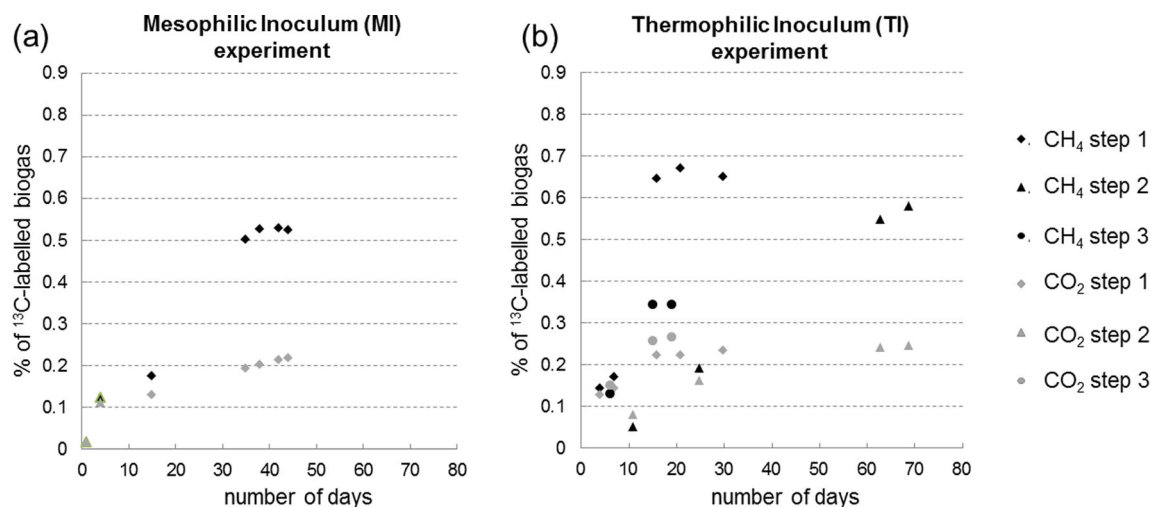 (a)
Mesophilic Inoculum (MI)
experiment
% of ¹³C-labelled biogas
0.9
0.8
0.7
0.6
0.5
0.4
0.3
0.2
0.1
0
0 10 20 30 40 50 60 70 80
number of days
(b)
Thermophilic Inoculum (TI)
experiment
% of ¹³C-labelled biogas
0.9
0.8
0.7
0.6
0.5
0.4
0.3
0.2
0.1
0
0 10 20 30 40 50 60 70 80
number of days
CH₄ step 1
CH₄ step 2
CH₄ step 3
CO₂ step 1
CO₂ step 2
CO₂ step 3